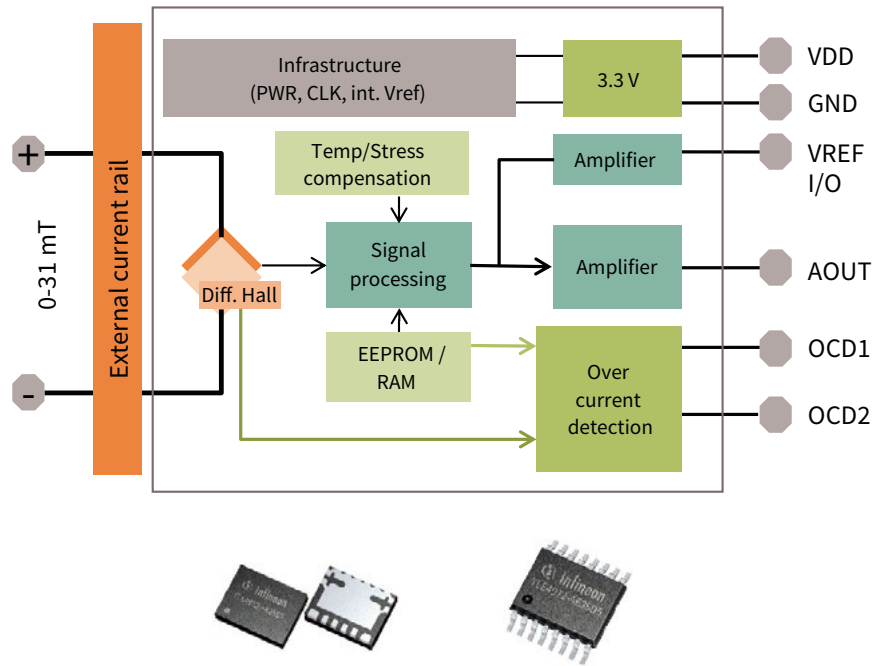 Infrastructure
(PWR, CLK, int. Vref)
3.3 V
VDD
GND
Temp/Stress
compensation
Amplifier
VREF
I/O
+
0-31 mT
-
External current rail
Diff. Hall
Signal
processing
Amplifier
AOUT
EEPROM /
RAM
Over
current
detection
OCD1
OCD2
infineon
infineon